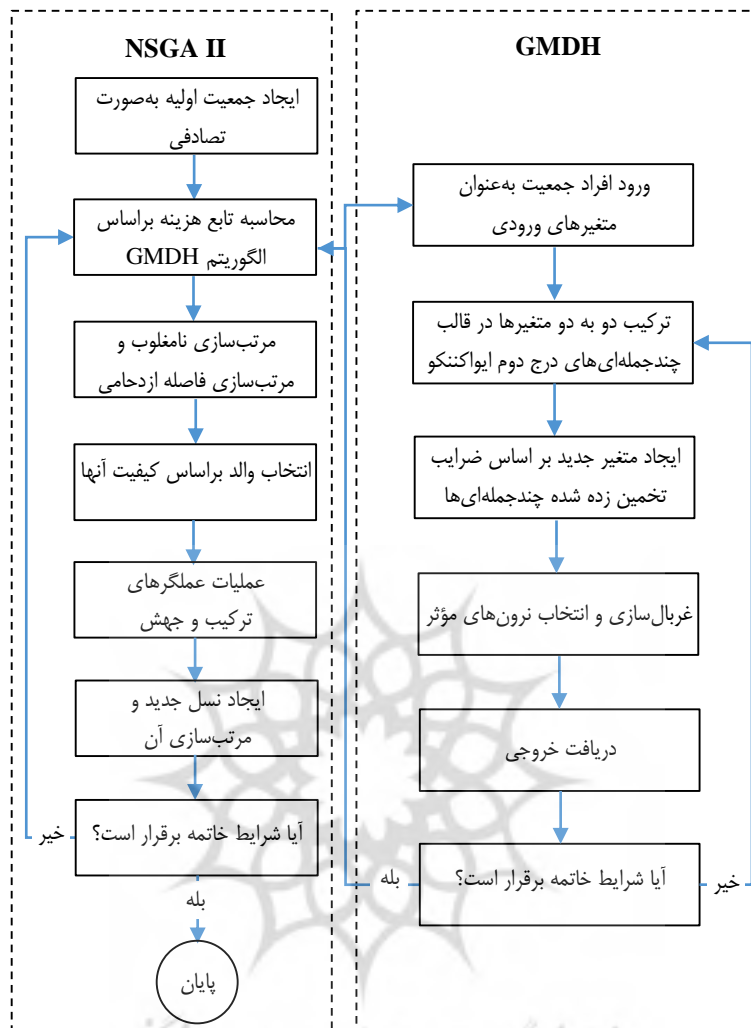 NSGA II
ایجاد جمعیت اولیه به‌صورت
تصادفی
محاسبه تابع هزینه براساس
الگوریتم GMDH
مرتب‌سازی نامغلوب و
مرتب‌سازی فاصله ازدحامی
انتخاب والد براساس کیفیت آنها
عملیات عملگرهای
ترکیب و جهش
ایجاد نسل جدید و
مرتب‌سازی آن
آیا شرایط خاتمه برقرار است؟
خیر
بله
پایان
GMDH
ورود افراد جمعیت به‌عنوان
متغیرهای ورودی
ترکیب دو به دو متغیرها در قالب
چندجمله‌ای‌های درج دوم ایواکننکو
ایجاد متغیر جدید بر اساس ضرایب
تخمین زده شده چندجمله‌ای‌ها
غربال‌سازی و انتخاب نرون‌های مؤثر
دریافت خروجی
آیا شرایط خاتمه برقرار است؟
بله
خیر